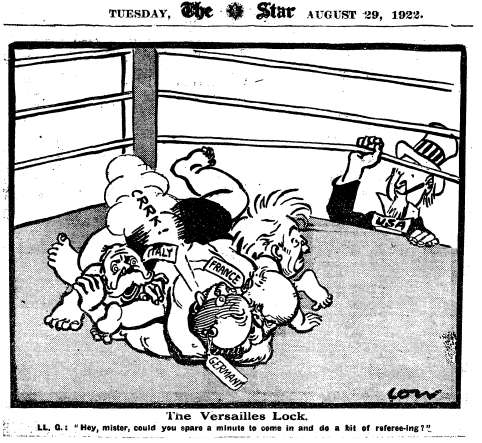 TUESDAY, The Star AUGUST 29, 1922.
CRRK!
ITALY
FRANCE
USA
GERMANY
LOW
The Versailles Lock.
LL. G.: "Hey, mister, could you spare a minute to come in and do a bit of referee-ing?"